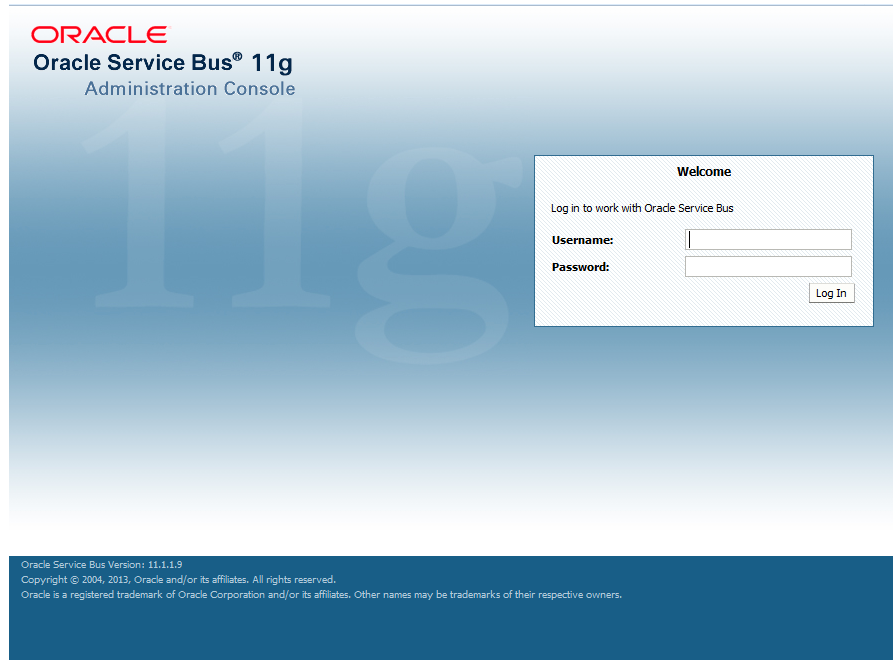 ORACLE
Oracle Service Bus® 11g
Administration Console
11g
Welcome
Log in to work with Oracle Service Bus
Username:
Password:
Log In
Oracle Service Bus Version: 11.1.1.9
Copyright © 2004, 2013, Oracle and/or its affiliates. All rights reserved.
Oracle is a registered trademark of Oracle Corporation and/or its affiliates. Other names may be trademarks of their respective owners.